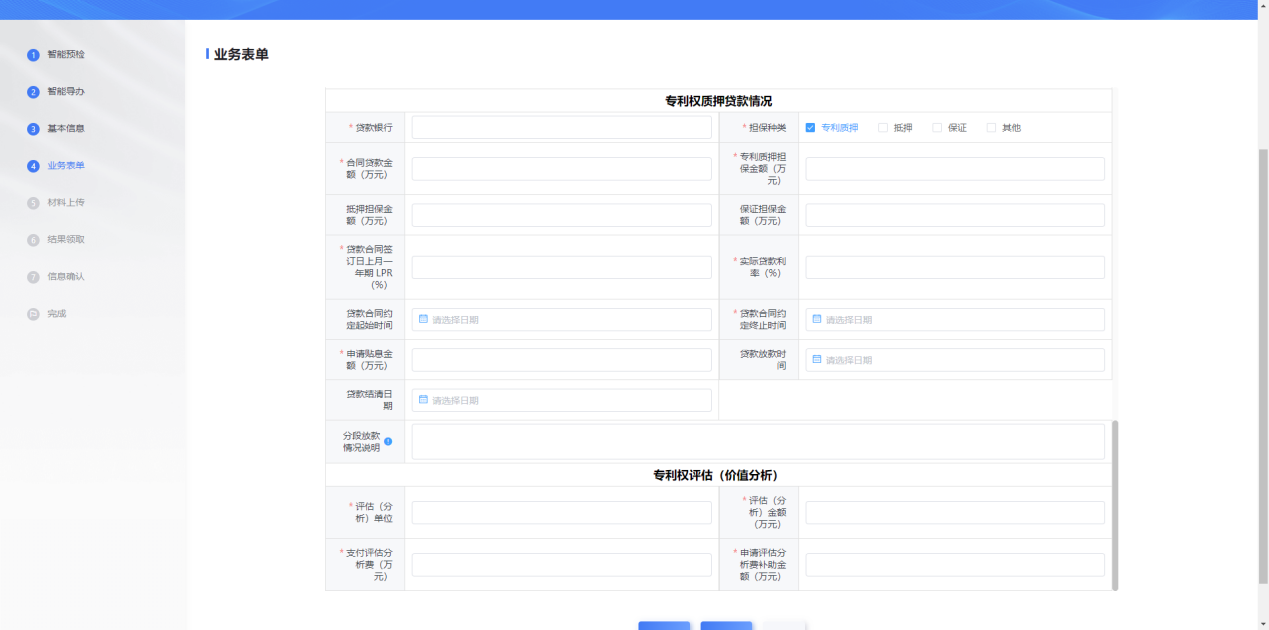 1 智能预检
2 智能导办
3 基本信息
4 业务表单
5 材料上传
6 结果领取
7 信息确认
完成
业务表单
专利权质押贷款情况
* 贷款银行
* 担保种类
专利质押 抵押 保证 其他
* 合同贷款金
额（万元）
* 专利质押担
保金额（万
元）
抵押担保金
额（万元）
保证担保金
额（万元）
* 贷款合同签
订日上月一
年期 LPR
（%）
* 实际贷款利
率（%）
贷款合同约
定起始时间
请选择日期
* 贷款合同约
定终止时间
请选择日期
* 申请贴息金
额（万元）
贷款放款时
间
请选择日期
贷款结清日
期
请选择日期
分段放款
情况说明
专利权评估（价值分析）
* 评估（分
析）单位
* 评估（分
析）金额
（万元）
* 支付评估分
析费（万
元）
* 申请评估分
析费补助金
额（万元）